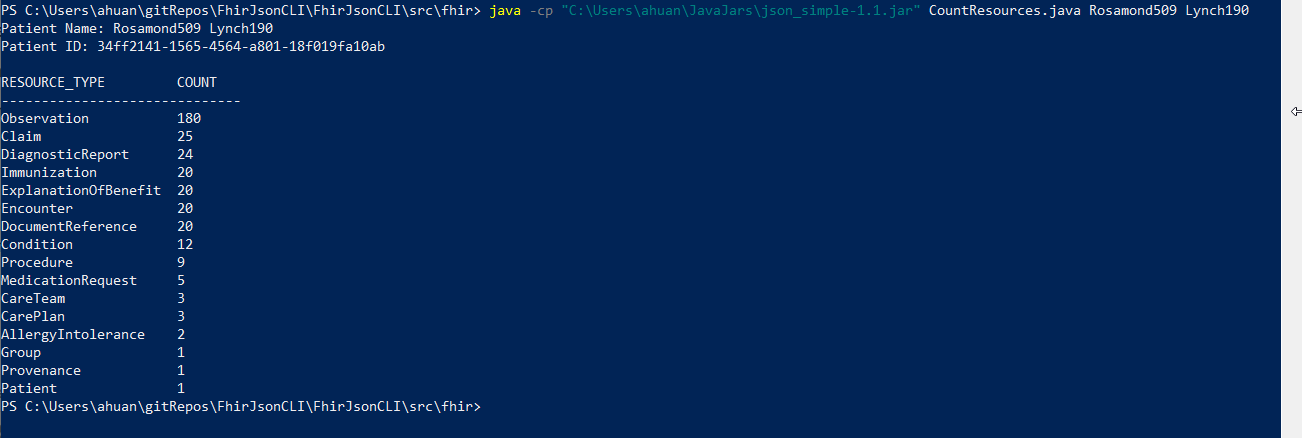 PS C:\Users\ahuan\gitRepos\FhirJsonCLI\FhirJsonCLI\src\fhir> java -cp "C:\Users\ahuan\JavaJars\json_simple-1.1.jar" CountResources.java Rosamond509 Lynch190
Patient Name: Rosamond509 Lynch190
Patient ID: 34ff2141-1565-4564-a801-18f019fa10ab
RESOURCE_TYPE         COUNT
------------------------------
Observation           180
Claim                 25
DiagnosticReport      24
Immunization          20
ExplanationOfBenefit  20
Encounter             20
DocumentReference     20
Condition             12
Procedure             9
MedicationRequest     5
CareTeam              3
CarePlan              3
AllergyIntolerance    2
Group                 1
Provenance            1
Patient               1
PS C:\Users\ahuan\gitRepos\FhirJsonCLI\FhirJsonCLI\src\fhir>